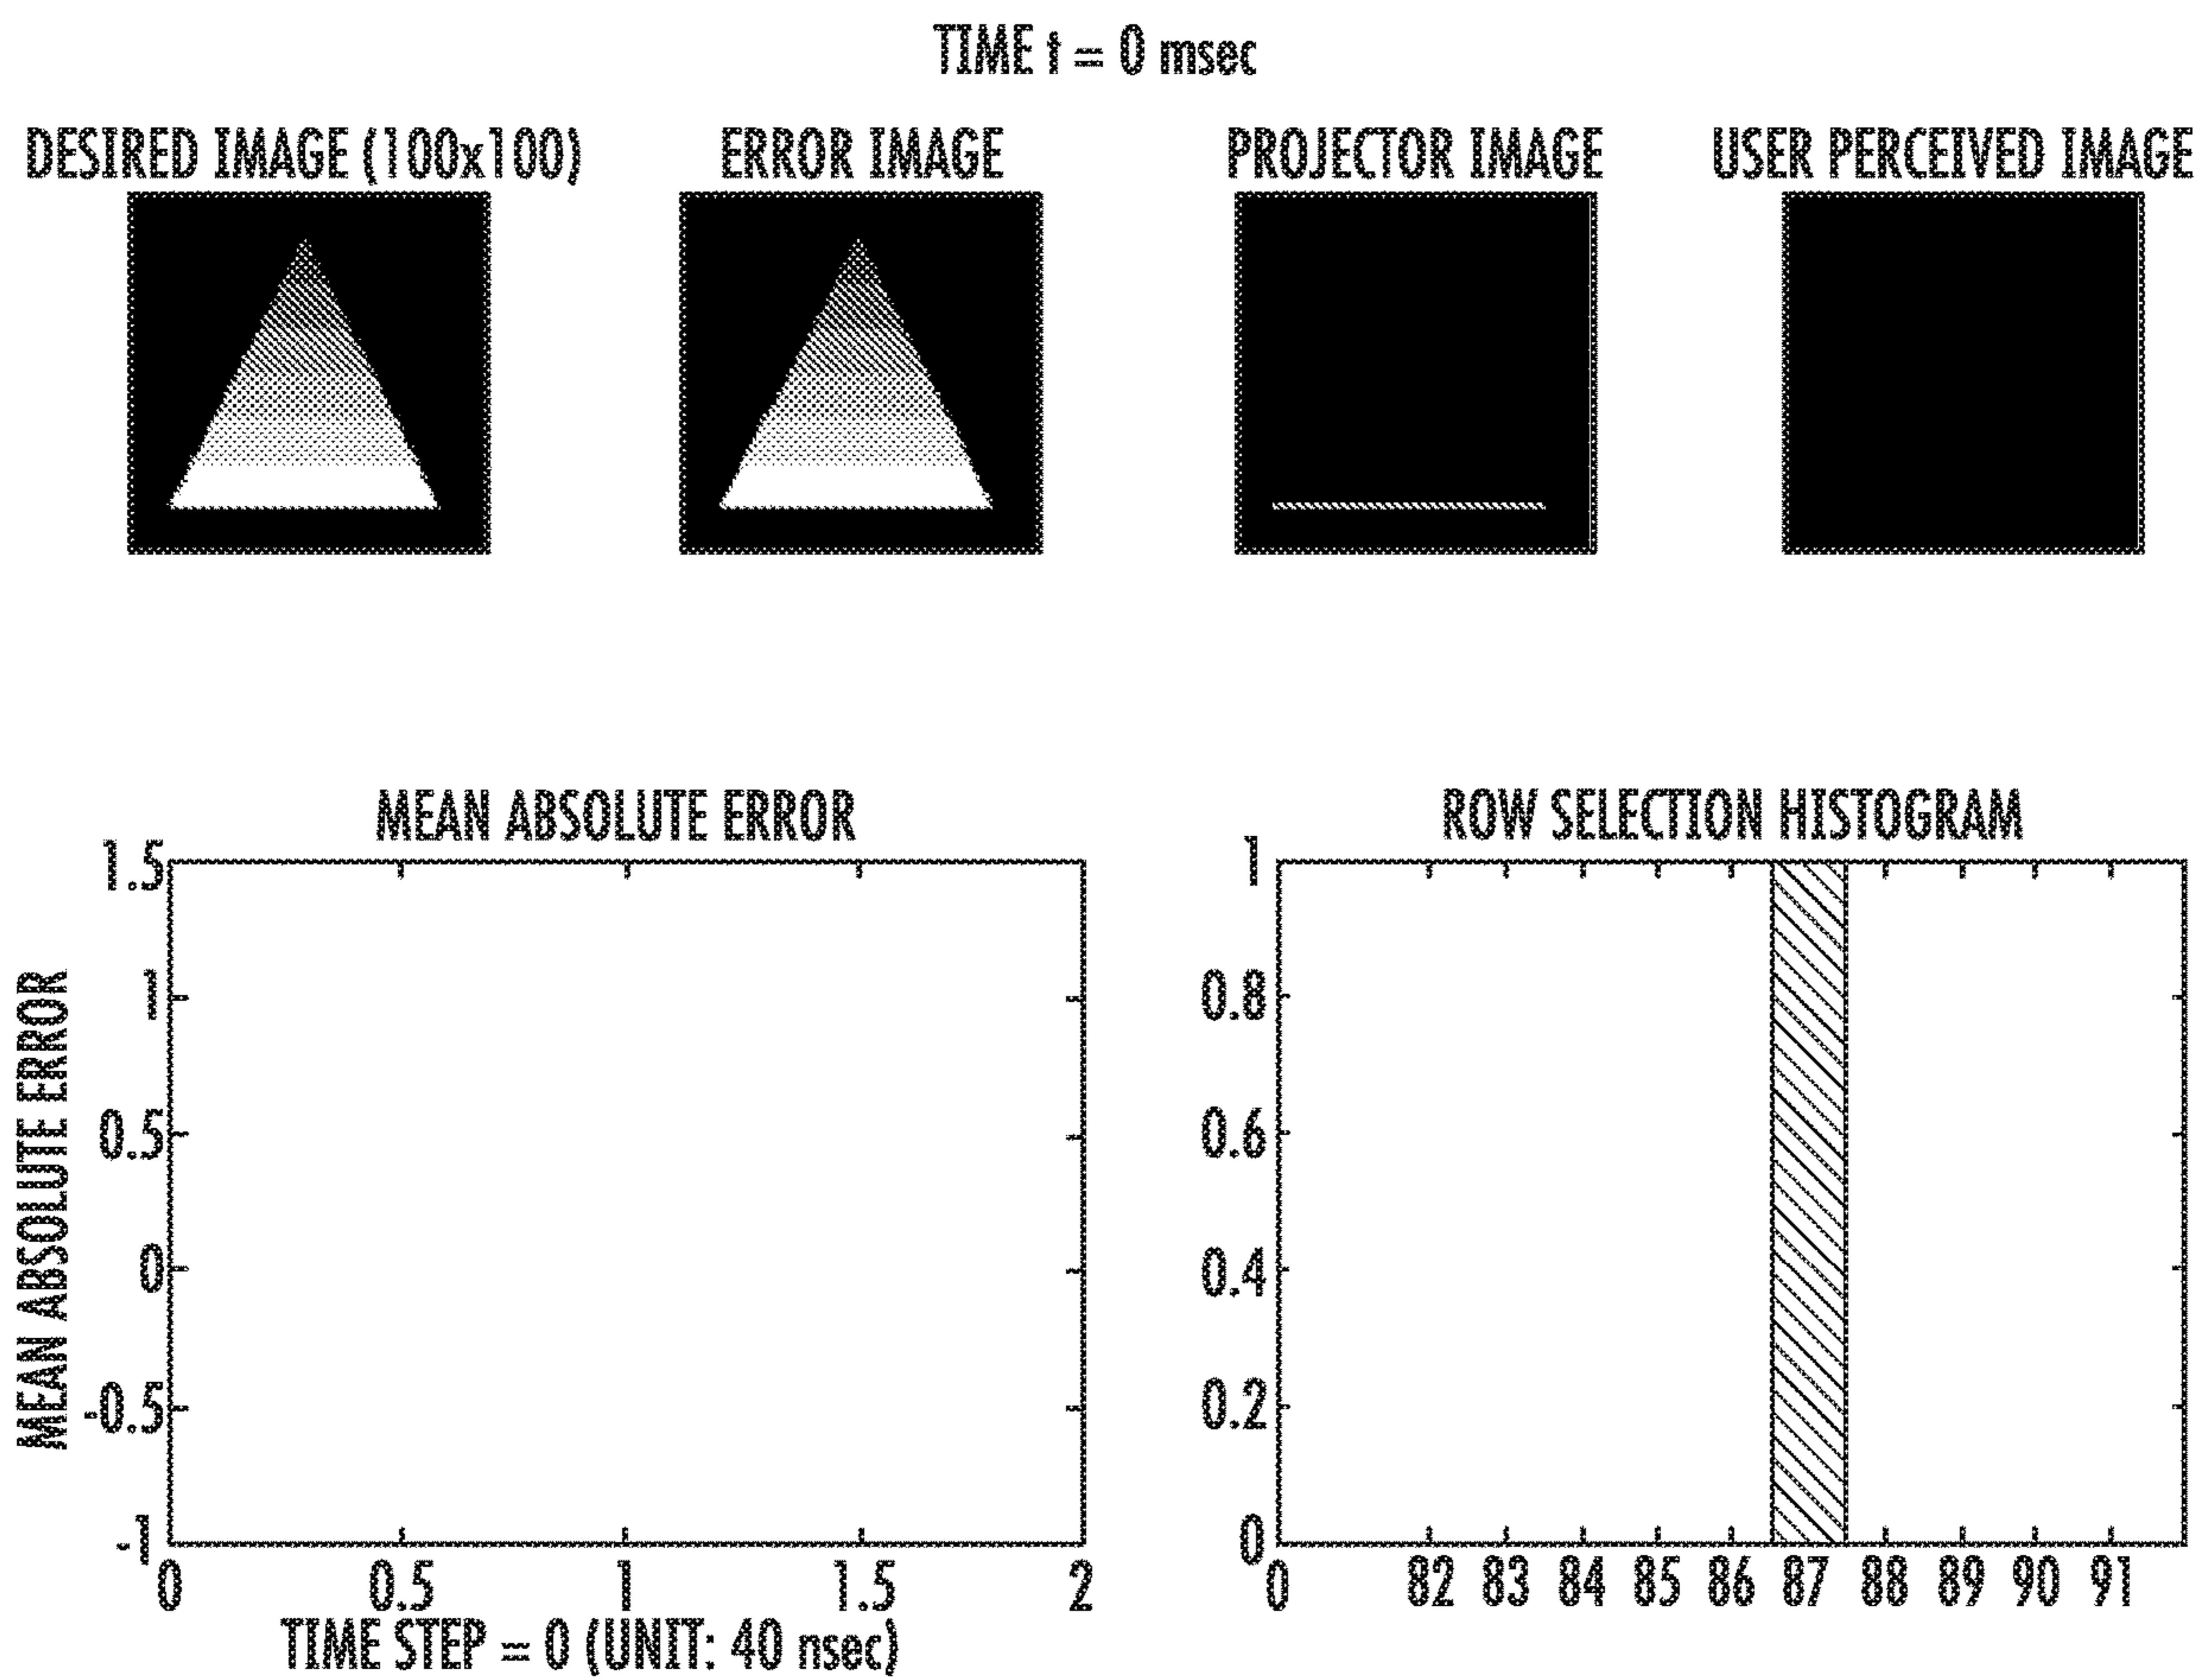 TIME t = 0 msec
DESIRED IMAGE (100x100)
ERROR IMAGE
PROJECTOR IMAGE
USER PERCEIVED IMAGE
MEAN ABSOLUTE ERROR
MEAN ABSOLUTE ERROR
1.5
1
0.5
0
-0.5
-1
0 0.5 1 1.5 2
TIME STEP = 0 (UNIT: 40 nsec)
ROW SELECTION HISTOGRAM
1
0.8
0.6
0.4
0.2
0
0 82 83 84 85 86 87 88 89 90 91